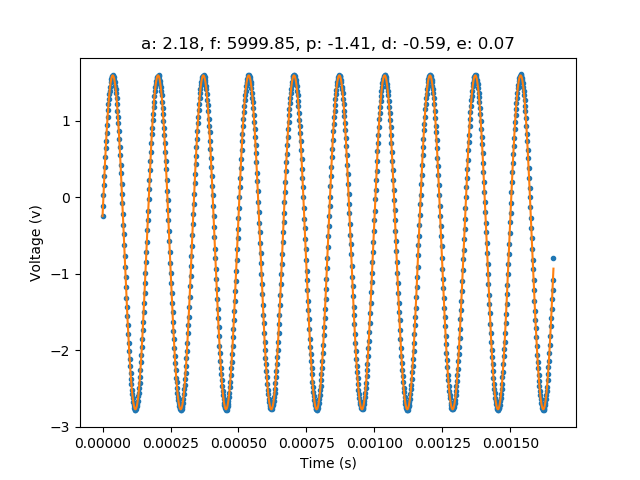 a: 2.18, f: 5999.85, p: -1.41, d: -0.59, e: 0.07
Voltage (v)
1
0
−1
−2
−3
0.00000 0.00025 0.00050 0.00075 0.00100 0.00125 0.00150
Time (s)